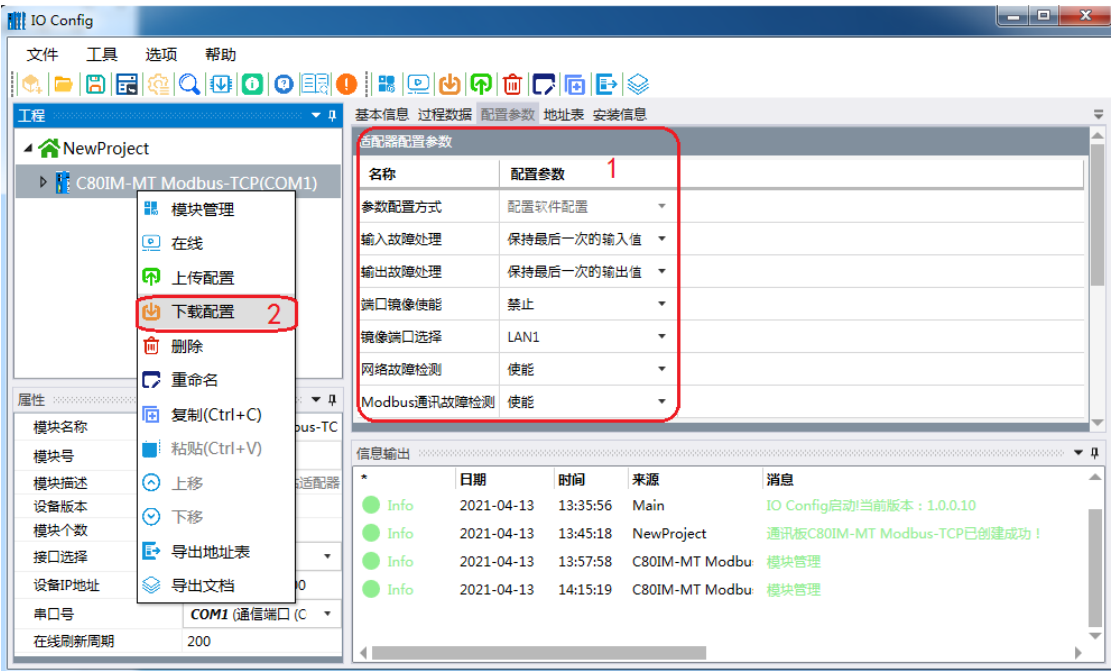 IO Config
文件 工具 选项 帮助
工程
NewProject
C80IM-MT Modbus-TCP(COM1)
模块管理
在线
上传配置
下载配置 2
删除
重命名
复制(Ctrl+C)
粘贴(Ctrl+V)
上移
下移
导出地址表
导出文档
属性
模块名称 bus-TC
模块号
模块描述 适配器
设备版本
模块个数
接口选择
设备IP地址 00
串口号 COM1 (通信端口 (C
在线刷新周期 200
基本信息 过程数据 配置参数 地址表 安装信息
适配器配置参数
名称 配置参数 1
参数配置方式 配置软件配置
输入故障处理 保持最后一次的输入值
输出故障处理 保持最后一次的输出值
端口镜像使能 禁止
镜像端口选择 LAN1
网络故障检测 使能
Modbus通讯故障检测 使能
信息输出
* 日期 时间 来源 消息
Info 2021-04-13 13:35:56 Main IO Config启动!当前版本：1.0.0.10
Info 2021-04-13 13:45:18 NewProject 通讯板C80IM-MT Modbus-TCP已创建成功！
Info 2021-04-13 13:57:58 C80IM-MT Modbu 模块管理
Info 2021-04-13 14:15:19 C80IM-MT Modbu 模块管理